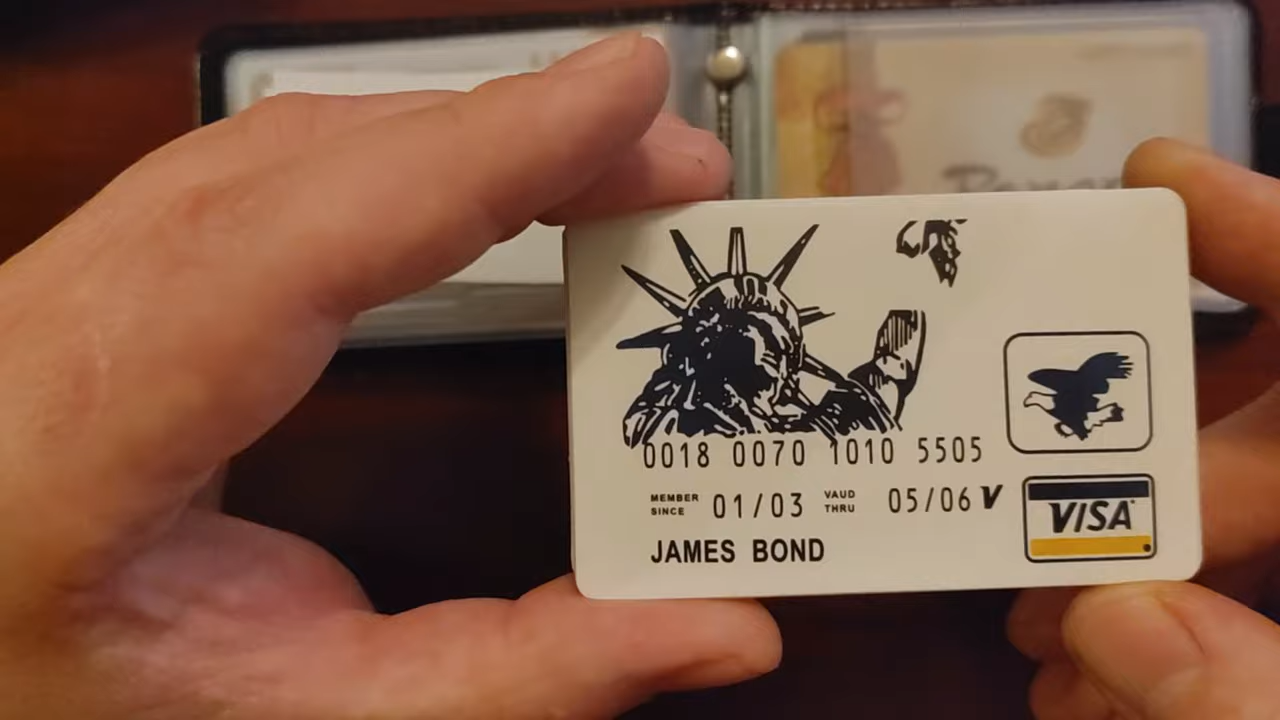 0018 0070 1010 5505
MEMBER SINCE 01/03 VAUD THRU 05/06 V
VISA
JAMES BOND